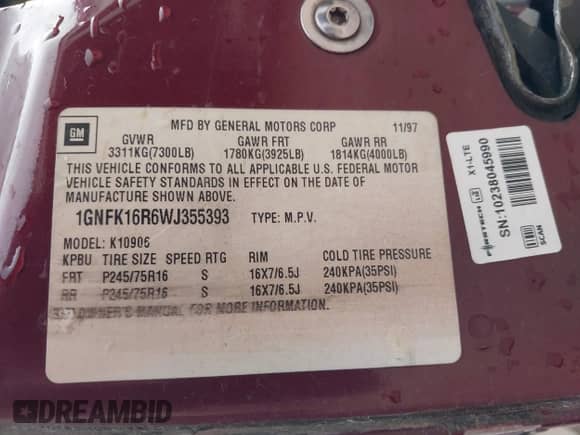 GM
MFD BY GENERAL MOTORS CORP 11/97
GVWR GAWR FRT GAWR RR
3311KG(7300LB) 1780KG(3925LB) 1814KG(4000LB)
THIS VEHICLE CONFORMS TO ALL APPLICABLE U.S. FEDERAL MOTOR
VEHICLE SAFETY STANDARDS IN EFFECT ON THE DATE OF
MANUFACTURE SHOWN ABOVE.
1GNFK16R6WJ355393 TYPE: M.P.V.
MODEL: K10906
KPBU TIRE SIZE SPEED RTG RIM COLD TIRE PRESSURE
FRT P245/75R16 S 16X7/6.5J 240KPA(35PSI)
RR P245/75R16 S 16X7/6.5J 240KPA(35PSI)
OWNER'S MANUAL FOR MORE INFORMATION.
X1-LTE
SN:10238045990
SCAN
DREAMBID